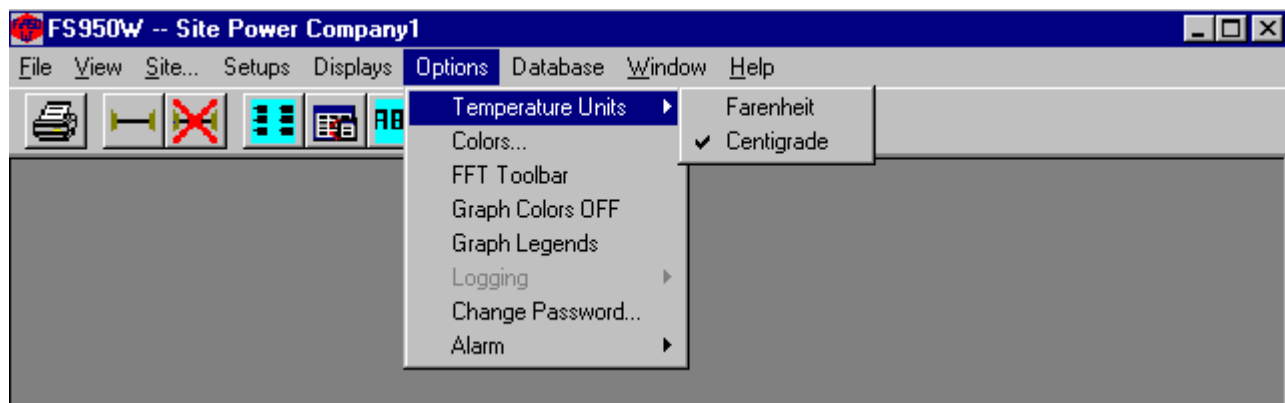 FS950W -- Site Power Company1
File View Site... Setups Displays Options Database Window Help
Temperature Units
Farenheit
Centigrade
Colors...
FFT Toolbar
Graph Colors OFF
Graph Legends
Logging
Change Password...
Alarm